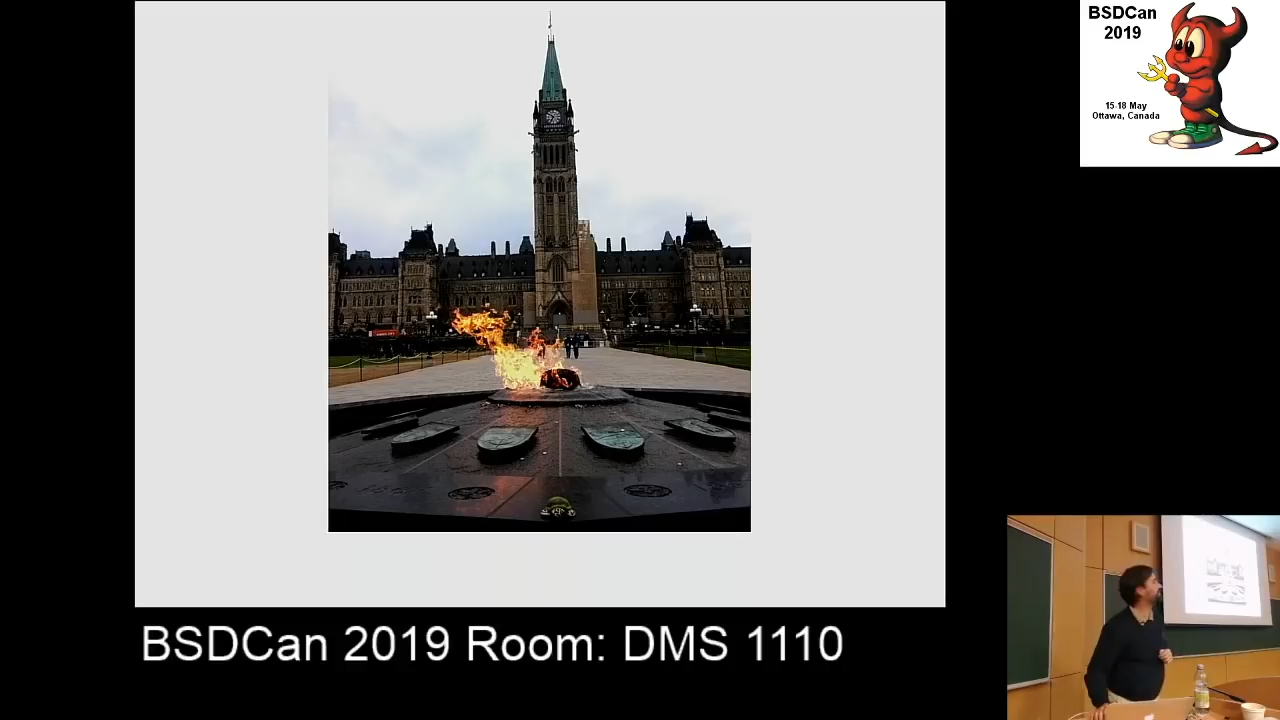 BSDCan
2019
15-18 May
Ottawa, Canada
BSDCan 2019 Room: DMS 1110